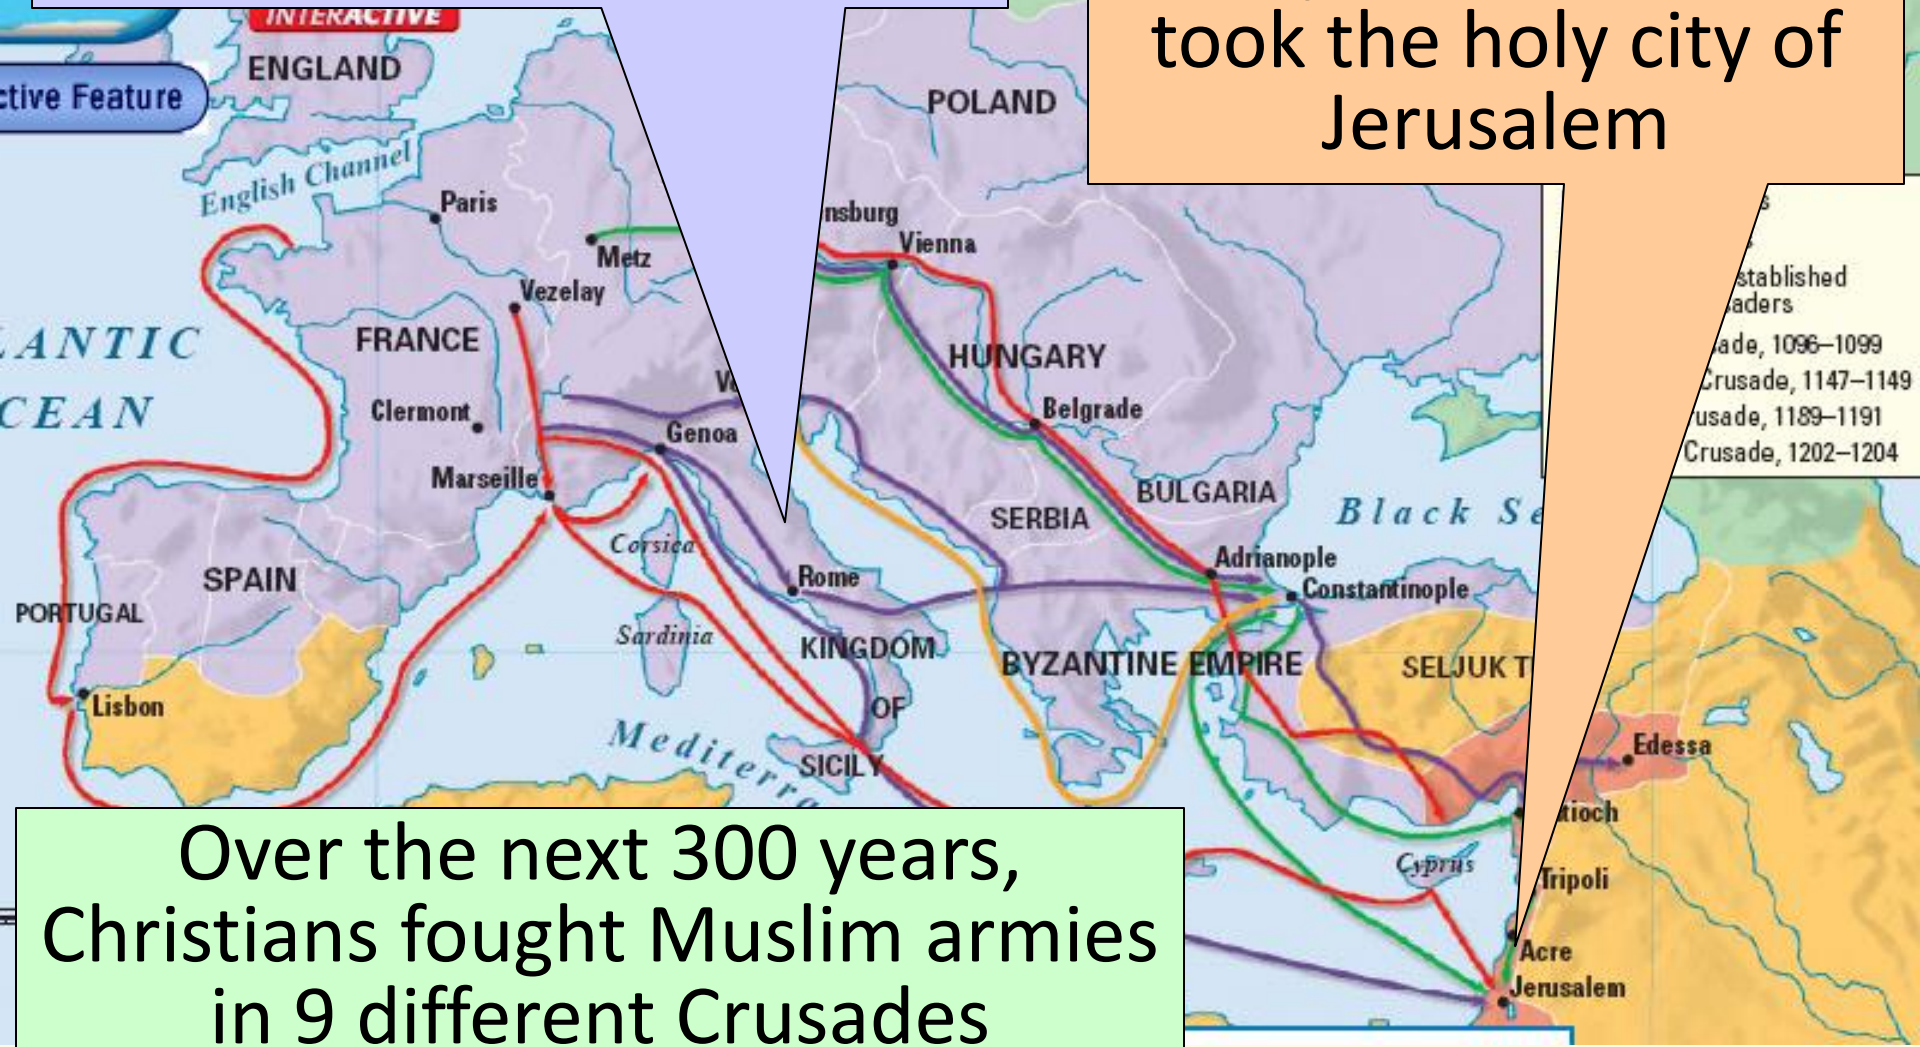 INTERACTIVE
took the holy city of
Jerusalem
ENGLAND
ctive Feature
POLAND
English Channel
Paris
nsburg
Metz
Vienna
Vezelay
stablished
aders
LANTIC
CEAN
FRANCE
HUNGARY
ade, 1096–1099
Crusade, 1147–1149
Clermont
Belgrade
usade, 1189–1191
Genoa
Crusade, 1202–1204
Marseille
BULGARIA
SERBIA
Black Se
Corsica
Adrianople
SPAIN
Rome
Constantinople
PORTUGAL
Sardinia
KINGDOM
OF
SICILY
BYZANTINE EMPIRE
SELJUK T
Lisbon
Mediterra
Edessa
tioch
Cyprus
Tripoli
Acre
Jerusalem
Over the next 300 years,
Christians fought Muslim armies
in 9 different Crusades